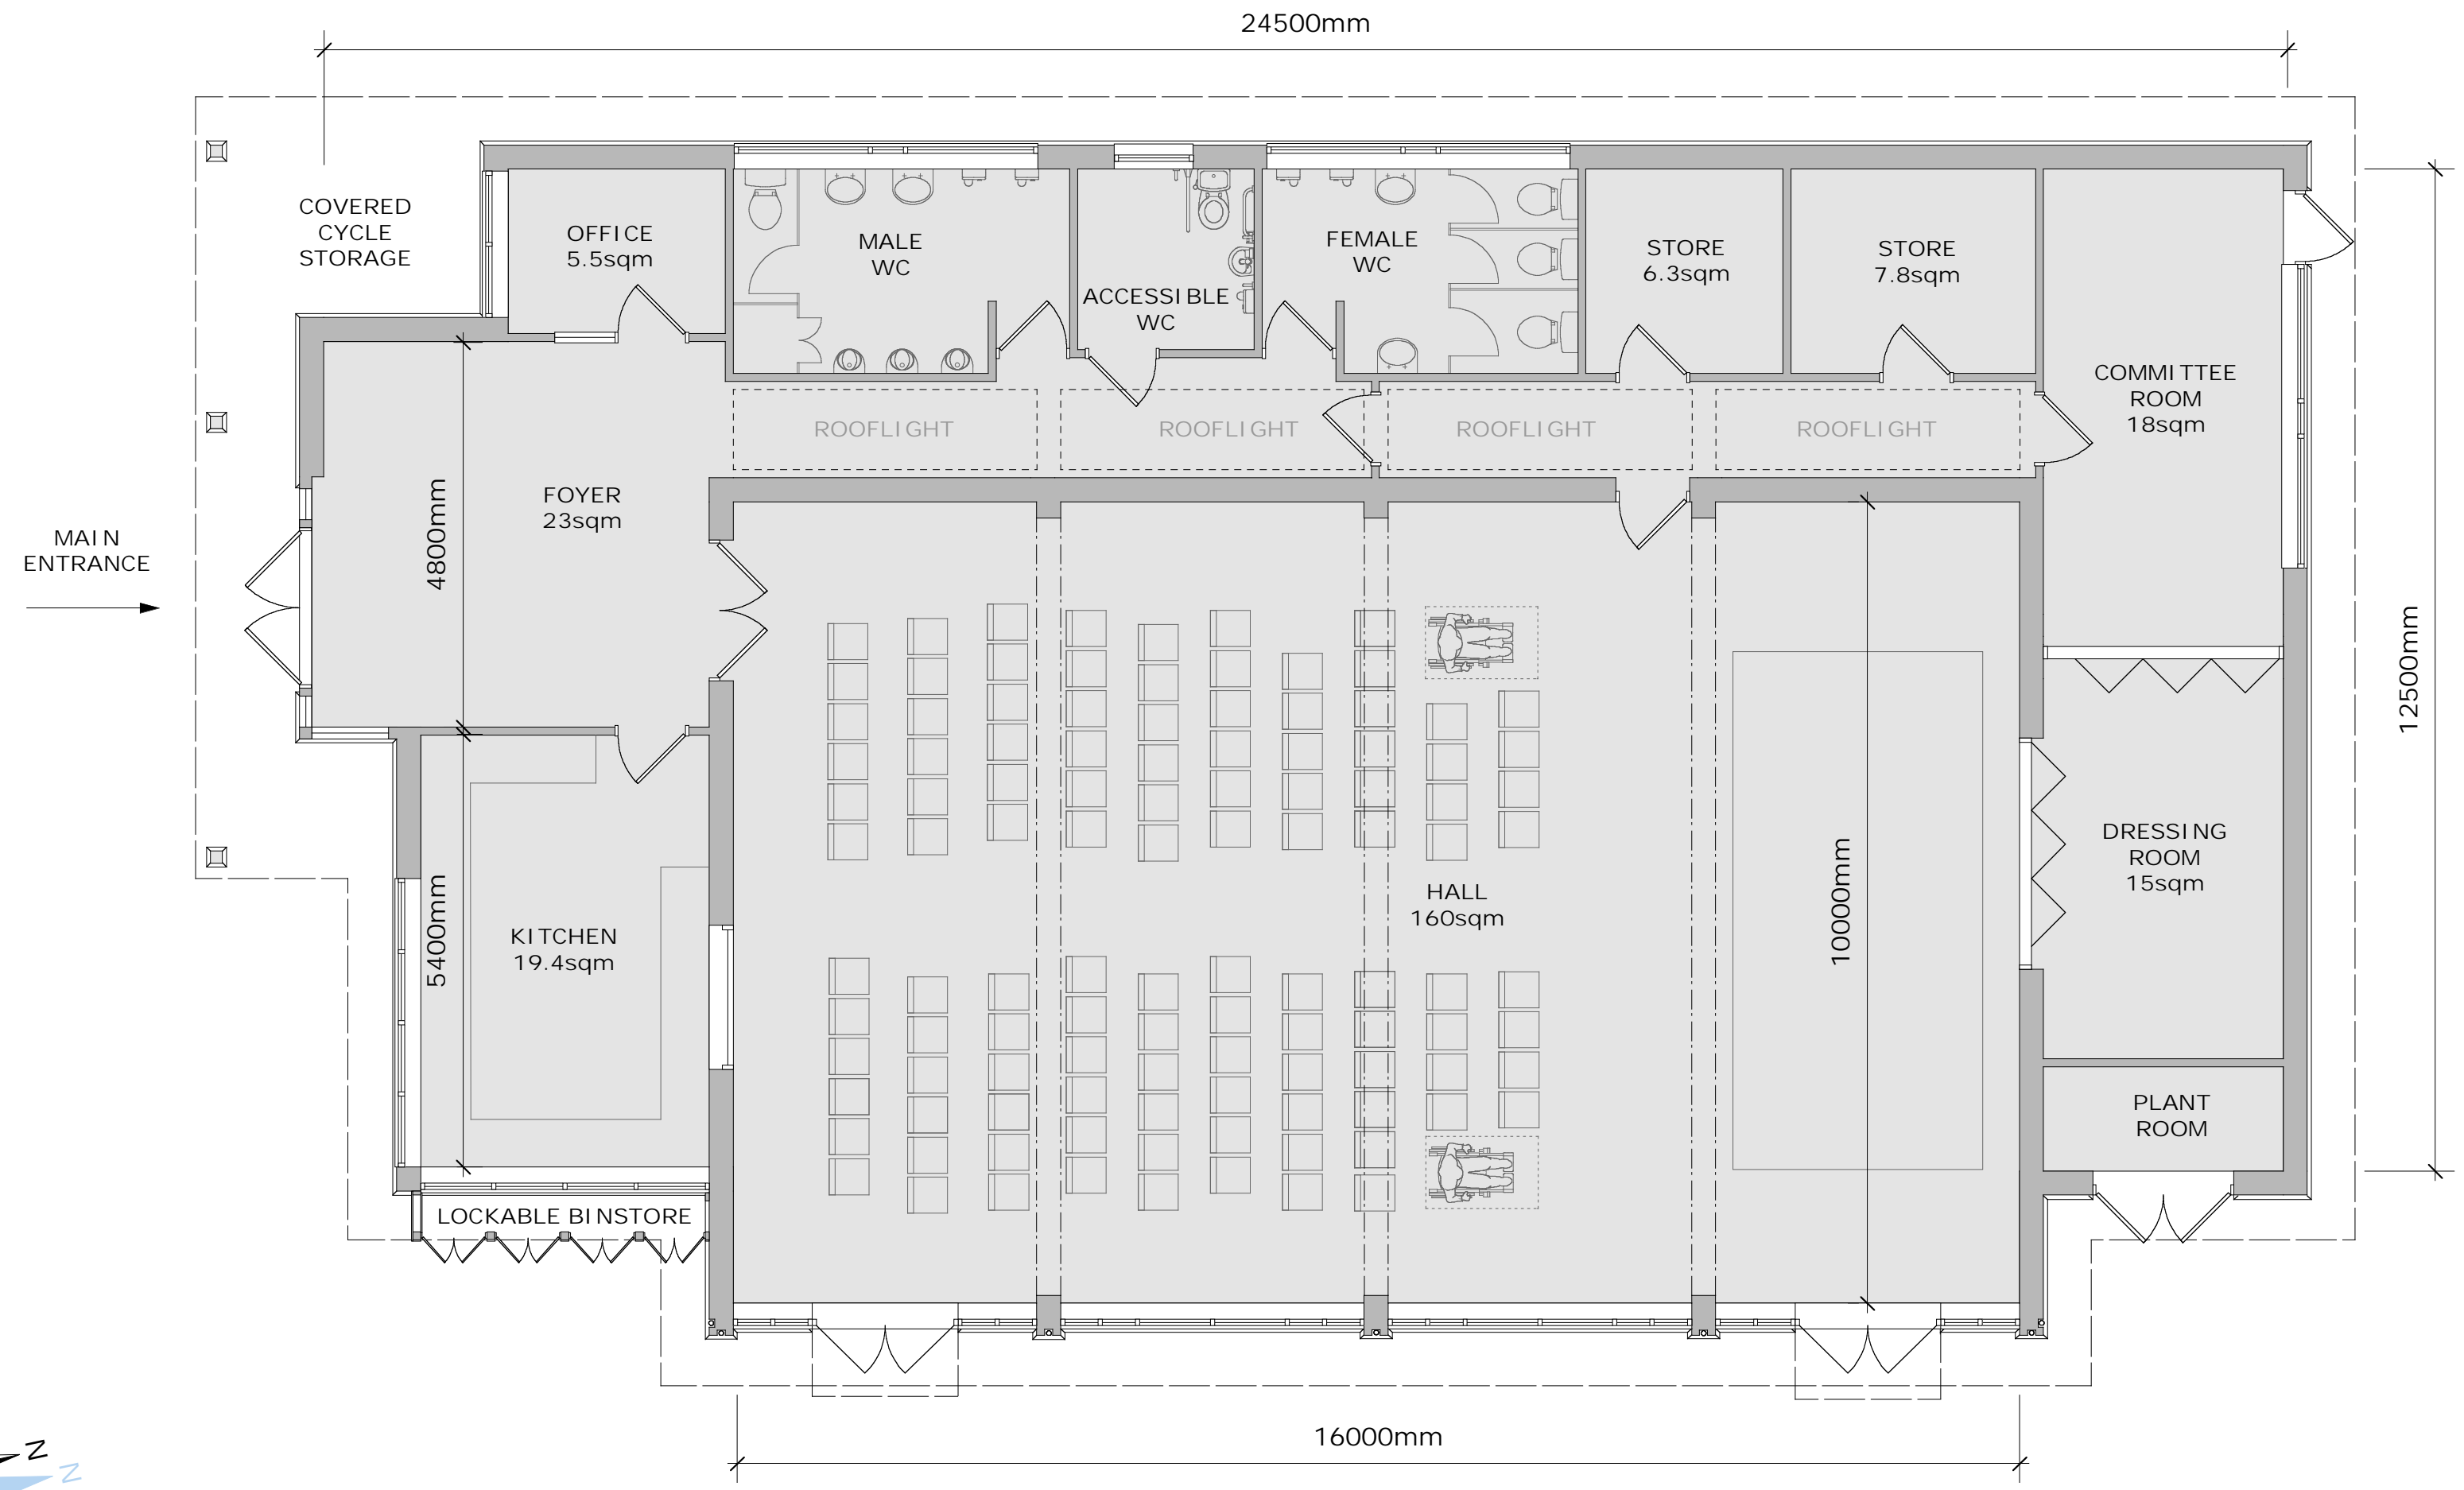 24500mm
COVERED
CYCLE
STORAGE
OFFICE
5.5sqm
MALE
WC
ACCESSIBLE
WC
FEMALE
WC
STORE
6.3sqm
STORE
7.8sqm
COMMITTEE
ROOM
18sqm
ROOFLIGHT
ROOFLIGHT
ROOFLIGHT
ROOFLIGHT
MAIN
ENTRANCE
4800mm
FOYER
23sqm
12500mm
5400mm
KITCHEN
19.4sqm
HALL
160sqm
10000mm
DRESSING
ROOM
15sqm
PLANT
ROOM
LOCKABLE BINSTORE
16000mm
N
N